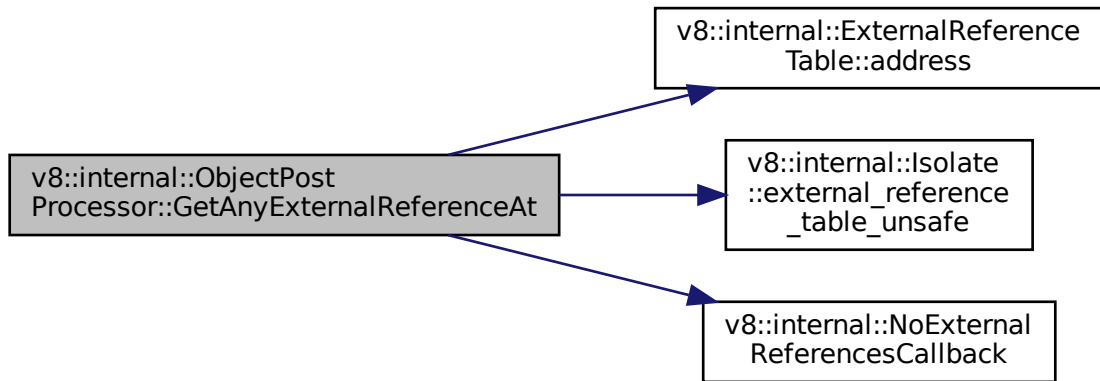 v8::internal::ExternalReference
Table::address
v8::internal::ObjectPost
Processor::GetAnyExternalReferenceAt
v8::internal::Isolate
::external_reference
_table_unsafe
v8::internal::NoExternal
ReferencesCallback